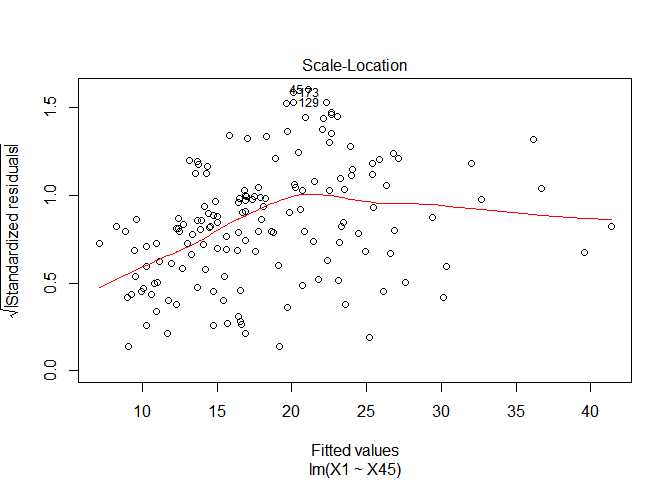 Scale-Location
√|Standardized residuals|
0.0 0.5 1.0 1.5
45 173
129
10 15 20 25 30 35 40
Fitted values
lm(X1 ~ X45)